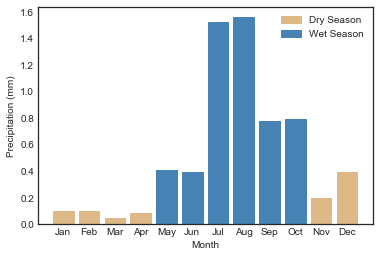 Dry Season
Wet Season
Precipitation (mm)
1.6
1.4
1.2
1.0
0.8
0.6
0.4
0.2
0.0
Jan Feb Mar Apr May Jun Jul Aug Sep Oct Nov Dec
Month